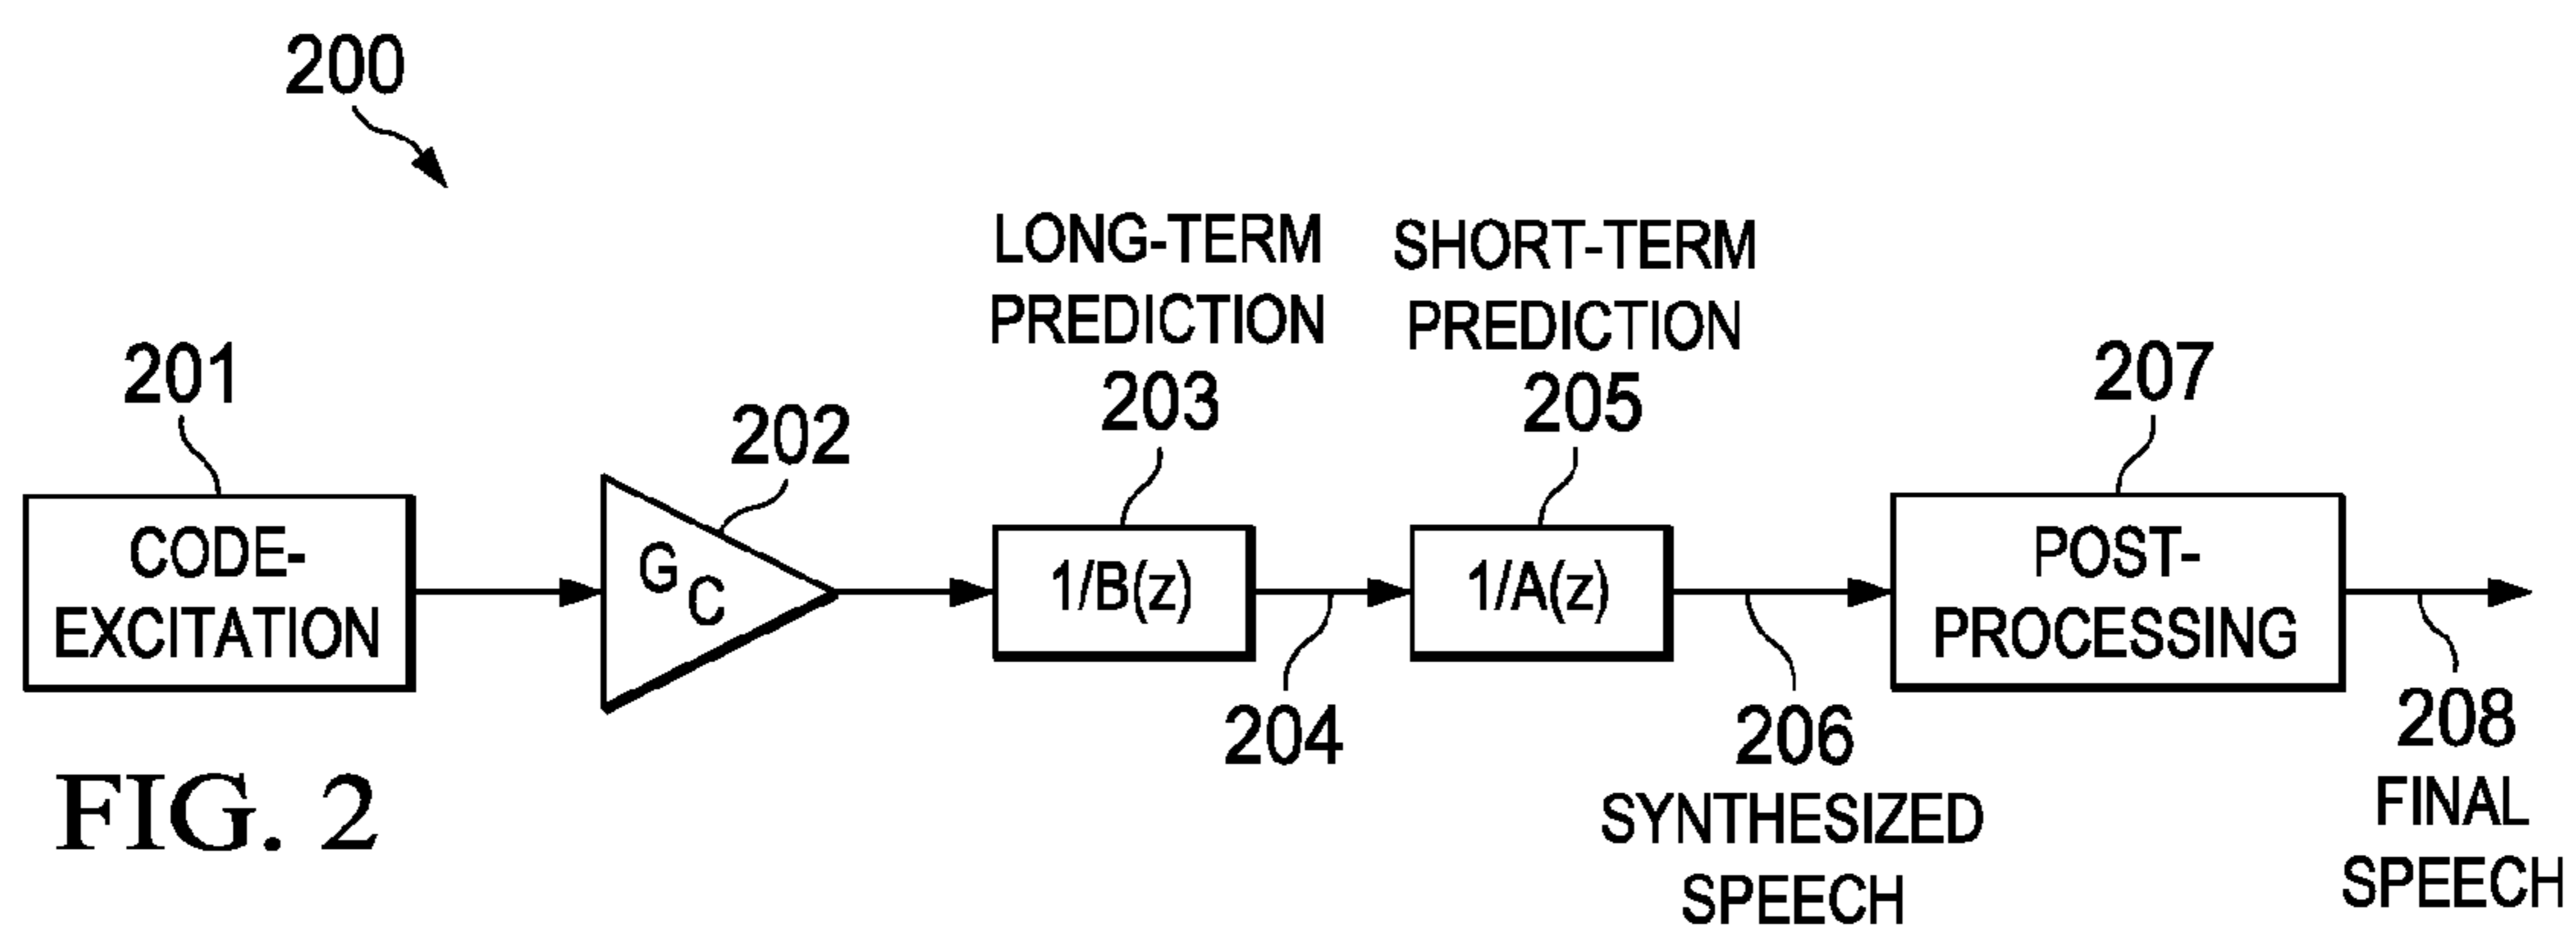 200
LONG-TERM
PREDICTION
203
SHORT-TERM
PREDICTION
205
201
202
207
CODE-
EXCITATION
G C
1/B(z)
1/A(z)
POST-
PROCESSING
204
206
SYNTHESIZED
SPEECH
208
FINAL
SPEECH
FIG. 2